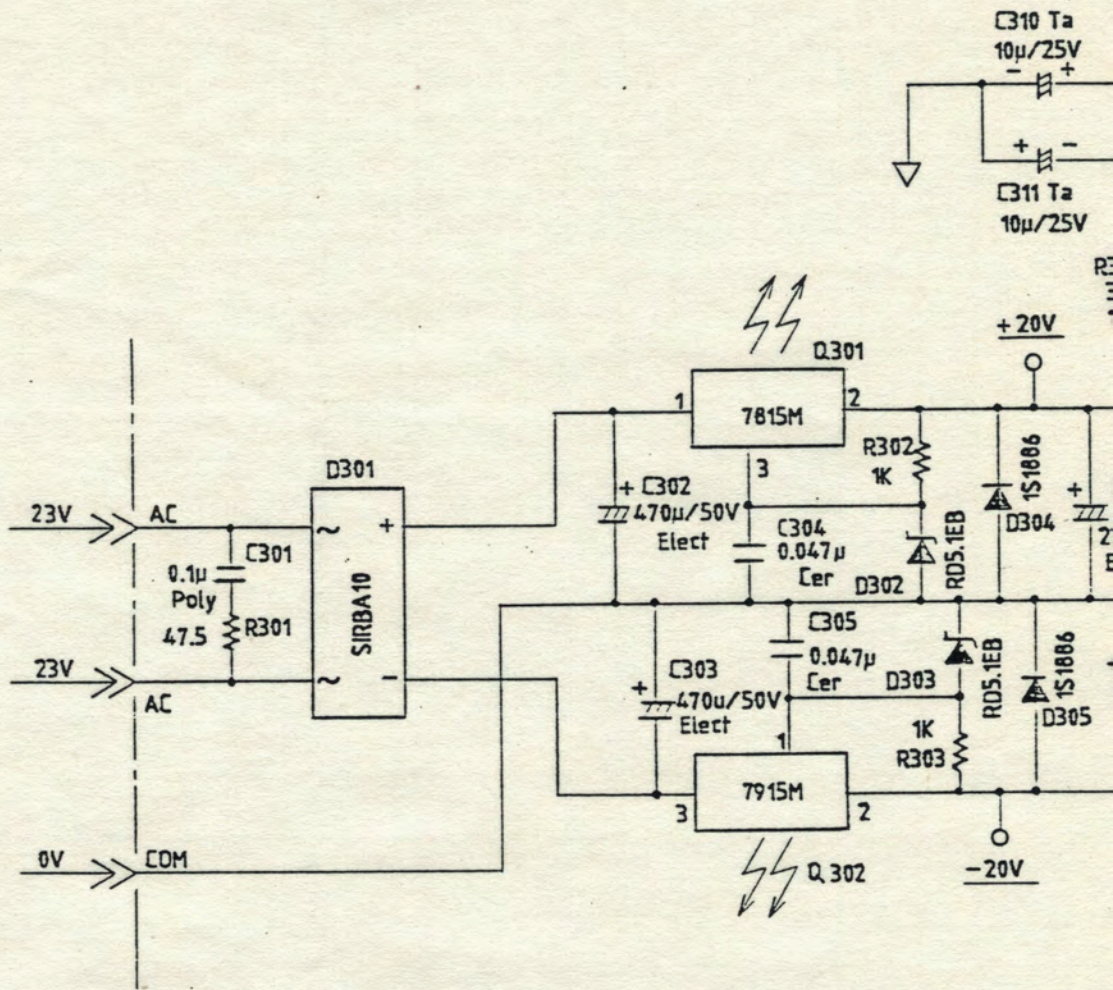 C310 Ta
10µ/25V
- +
+ -
C311 Ta
10µ/25V
+20V
Q301
1
7815M
2
3
R302
1K
1S1886
D304
+
D301
23V
AC
~
+
SIRBA10
C301
0.1µ
Poly
47.5
R301
+ C302
470µ/50V
Elect
C304
0.047µ
Cer
RD5.1EB
D302
C305
0.047µ
Cer
D303
RD5.1EB
1S1886
D305
23V
AC
~
-
C303
+
470u/50V
Elect
1
1K
R303
3
7915M
2
Q302
-20V
0V
COM